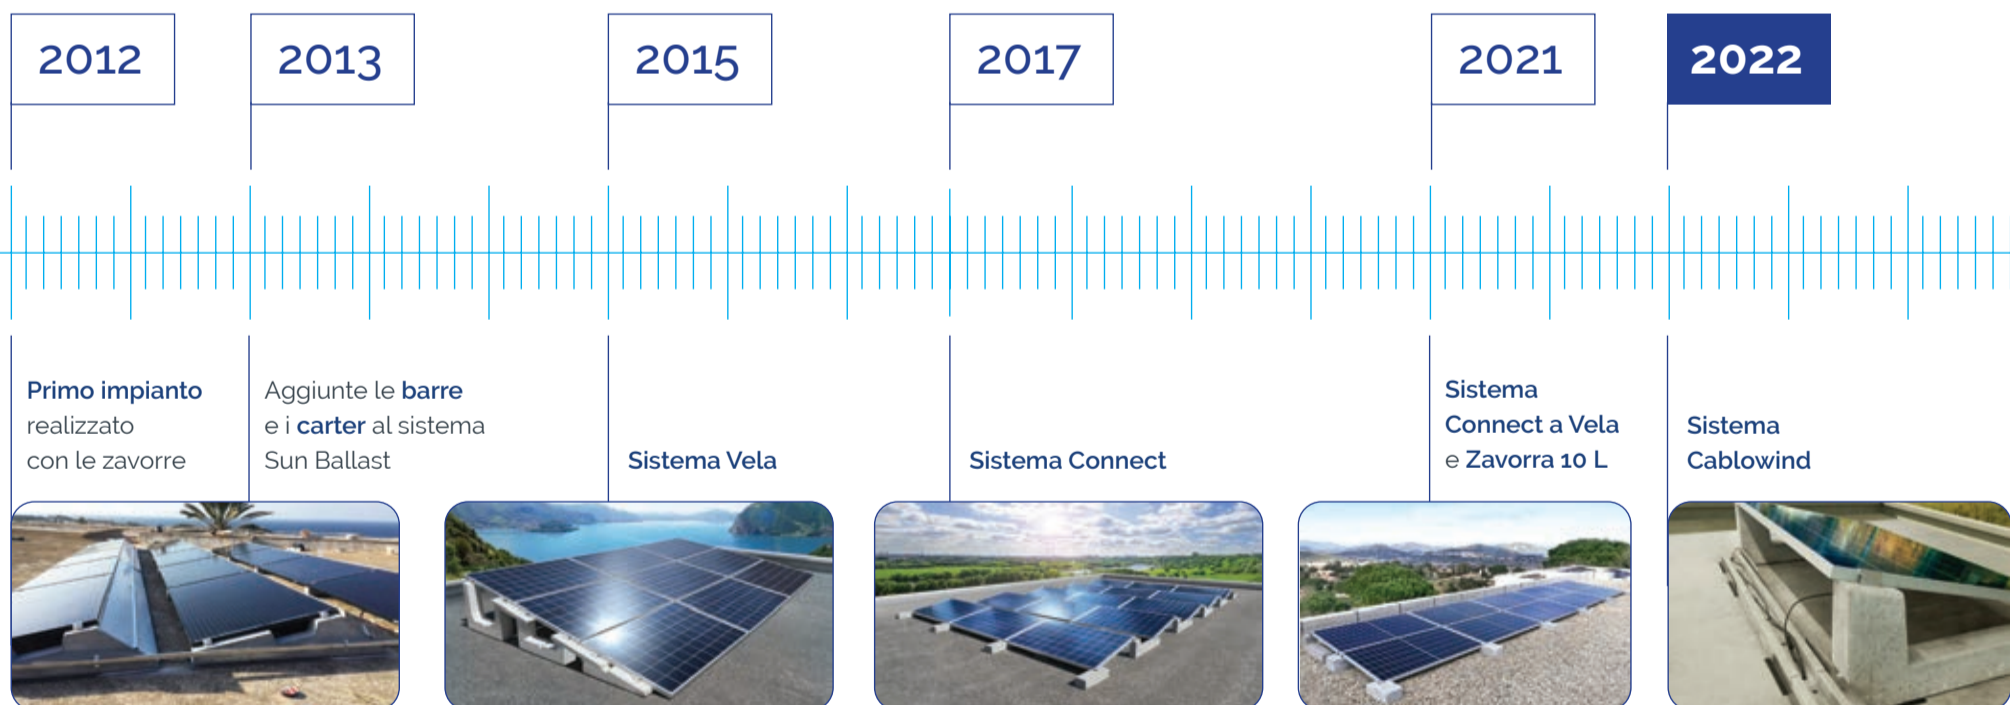 2012
2013
2015
2017
2021
2022
Primo impianto
realizzato
con le zavorre
Aggiunte le barre
e i carter al sistema
Sun Ballast
Sistema Vela
Sistema Connect
Sistema
Connect a Vela
e Zavorra 10 L
Sistema
Cablowind